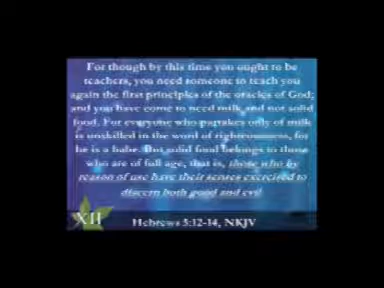 For though by this time you ought to be
teachers, you need someone to teach you
again the first principles of the oracles of God;
and you have come to need milk and not solid
food. For everyone who partakes only of milk
is unskilled in the word of righteousness, for
he is a babe. But solid food belongs to those
who are of full age, that is, those who by
reason of use have their senses exercised to
discern both good and evil
XII
Hebrews 5:12-14, NKJV